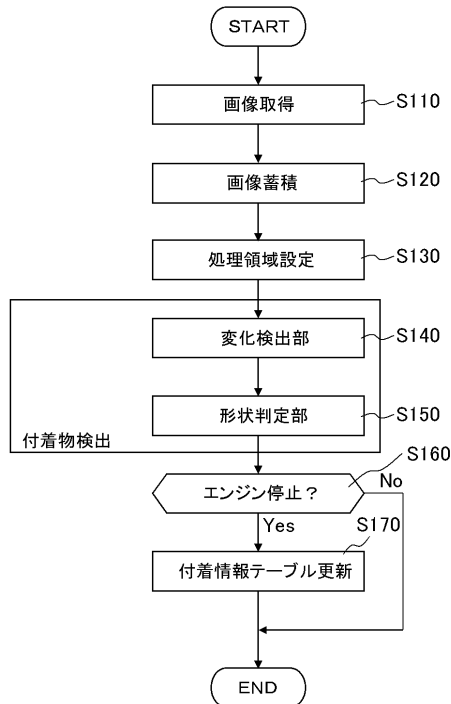 START
画像取得
S110
画像蓄積
S120
処理領域設定
S130
変化検出部
S140
形状判定部
S150
付着物検出
エンジン停止？
S160
No
Yes
S170
付着情報テーブル更新
END